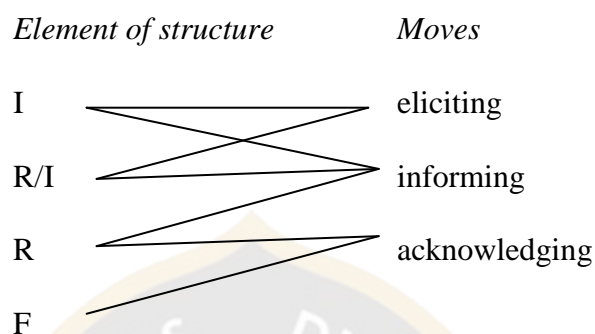 Element of structure Moves
I eliciting
R/I informing
R acknowledging
F